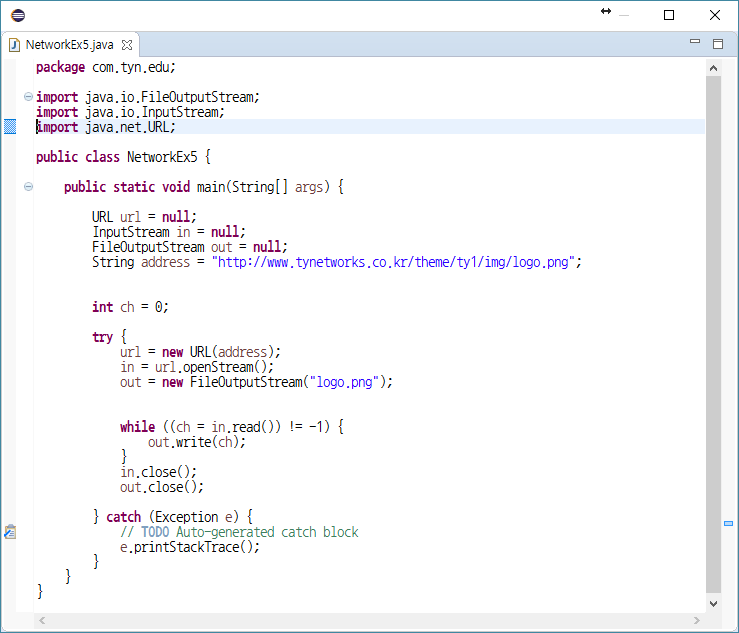 NetworkEx5.java
package com.tyn.edu;
import java.io.FileOutputStream;
import java.io.InputStream;
import java.net.URL;
public class NetworkEx5 {
public static void main(String[] args) {
URL url = null;
InputStream in = null;
FileOutputStream out = null;
String address = "http://www.tynetworks.co.kr/theme/ty1/img/logo.png";
int ch = 0;
try {
url = new URL(address);
in = url.openStream();
out = new FileOutputStream("logo.png");
while ((ch = in.read()) != -1) {
out.write(ch);
}
in.close();
out.close();
} catch (Exception e) {
// TODO Auto-generated catch block
e.printStackTrace();
}
}
}